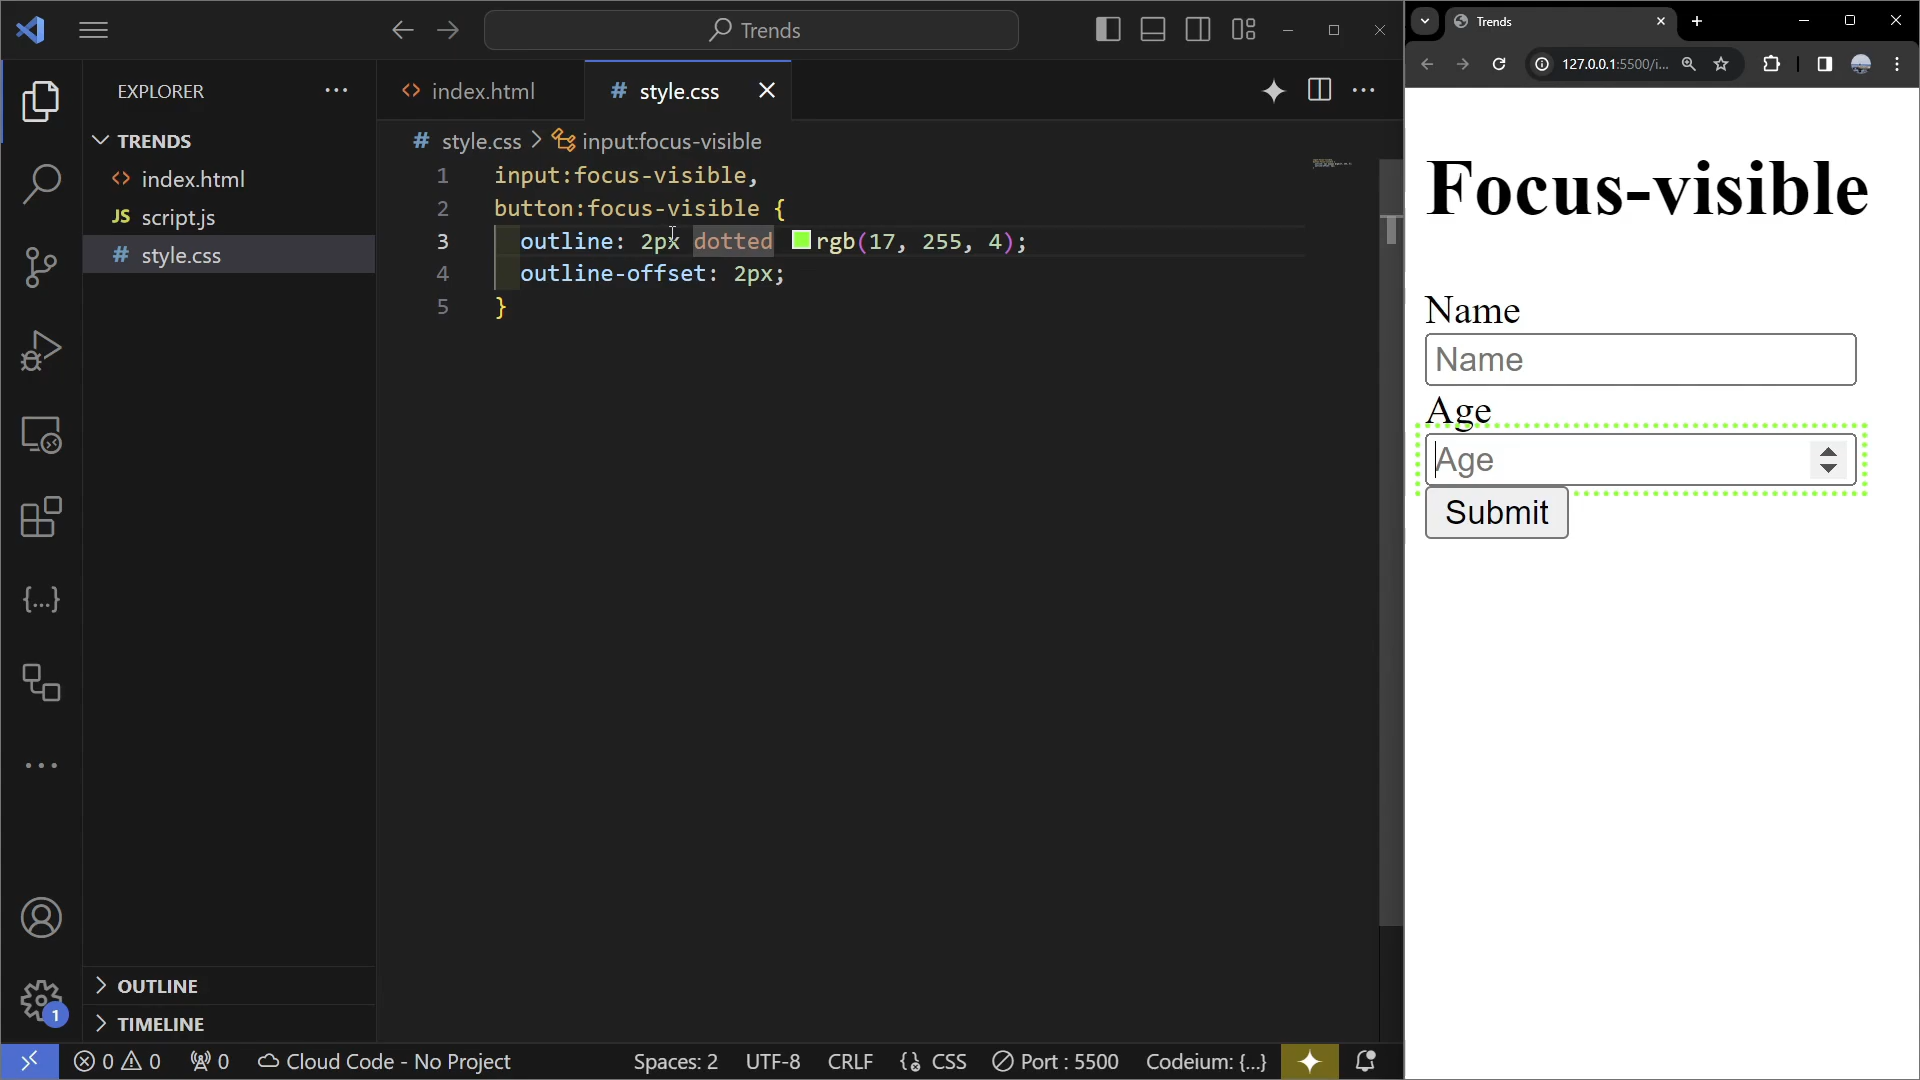 Trends
EXPLORER
TRENDS
index.html
JS script.js
# style.css
OUTLINE
TIMELINE
index.html
# style.css
# style.css > input:focus-visible
1 input:focus-visible,
2 button:focus-visible {
3 outline: 2px dotted rgb(17, 255, 4);
4 outline-offset: 2px;
5 }
1
0 0 0 Cloud Code - No Project Spaces: 2 UTF-8 CRLF CSS Port : 5500 Codeium: {...}
Trends
127.0.0.1:5500/i...
Focus-visible
Name
Name
Age
Age
Submit